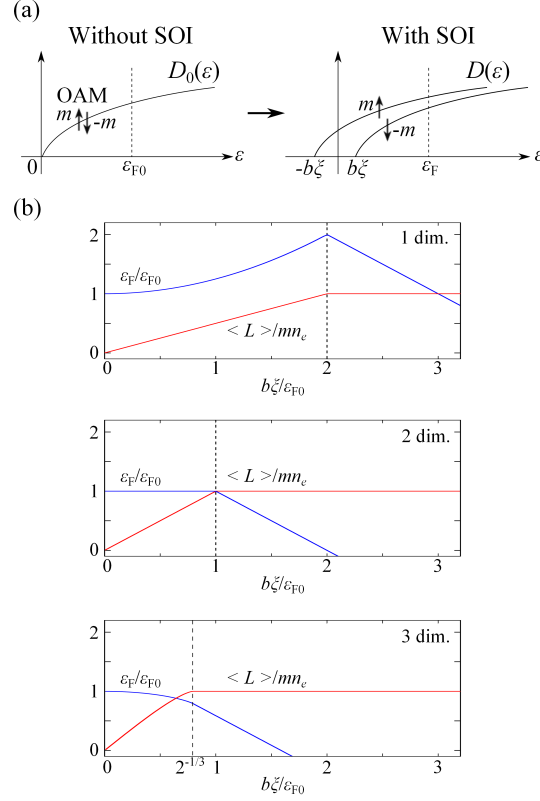 (a)
Without SOI
With SOI
D₀(ε)
D(ε)
OAM
m
-m
m
-m
0
ε_F0
ε
-bξ
bξ
ε_F
ε
(b)
2
1 dim.
ε_F/ε_F0
1
< L >/mn_e
0
0
1
2
3
bξ/ε_F0
2
2 dim.
ε_F/ε_F0
< L >/mn_e
1
0
0
1
2
3
bξ/ε_F0
2
3 dim.
ε_F/ε_F0
< L >/mn_e
1
0
0
2^-1/3
1
2
3
bξ/ε_F0